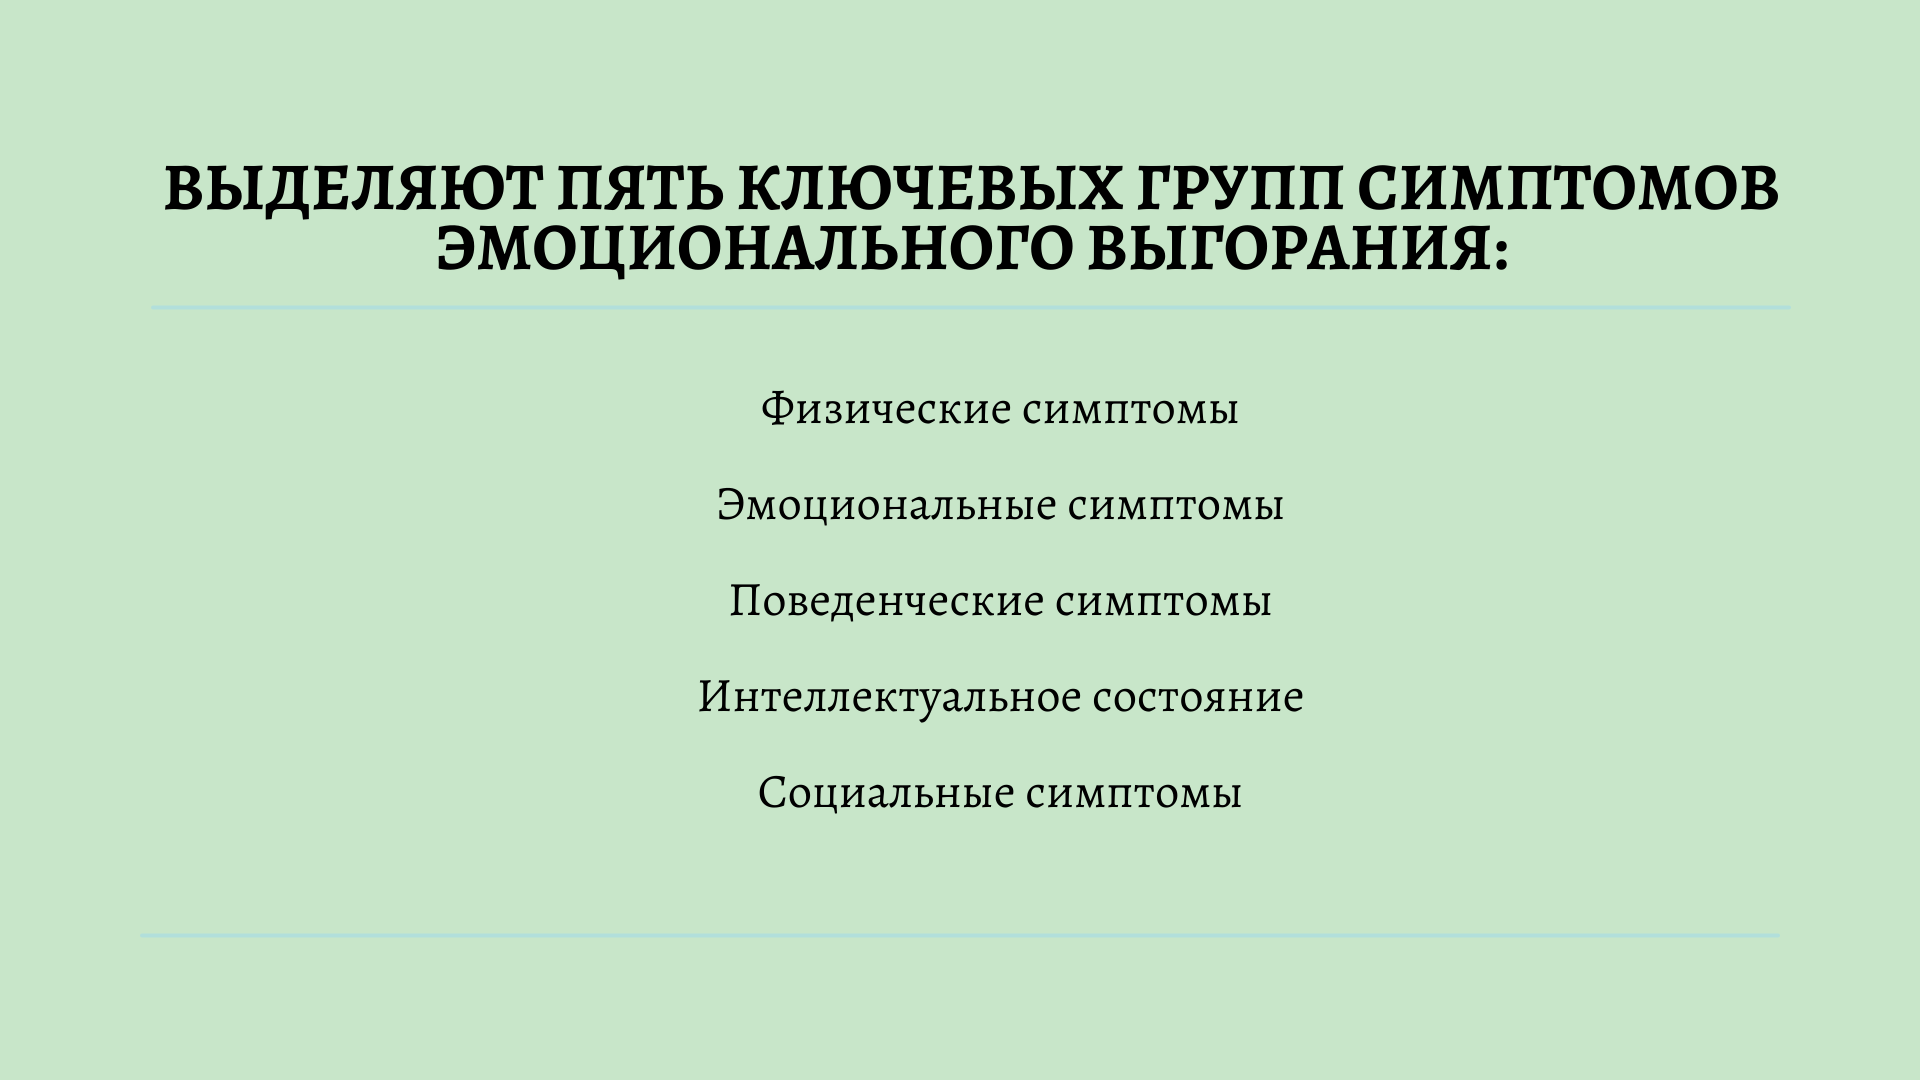 ВЫДЕЛЯЮТ ПЯТЬ КЛЮЧЕВЫХ ГРУПП СИМПТОМОВ
ЭМОЦИОНАЛЬНОГО ВЫГОРАНИЯ:
Физические симптомы
Эмоциональные симптомы
Поведенческие симптомы
Интеллектуальное состояние
Социальные симптомы